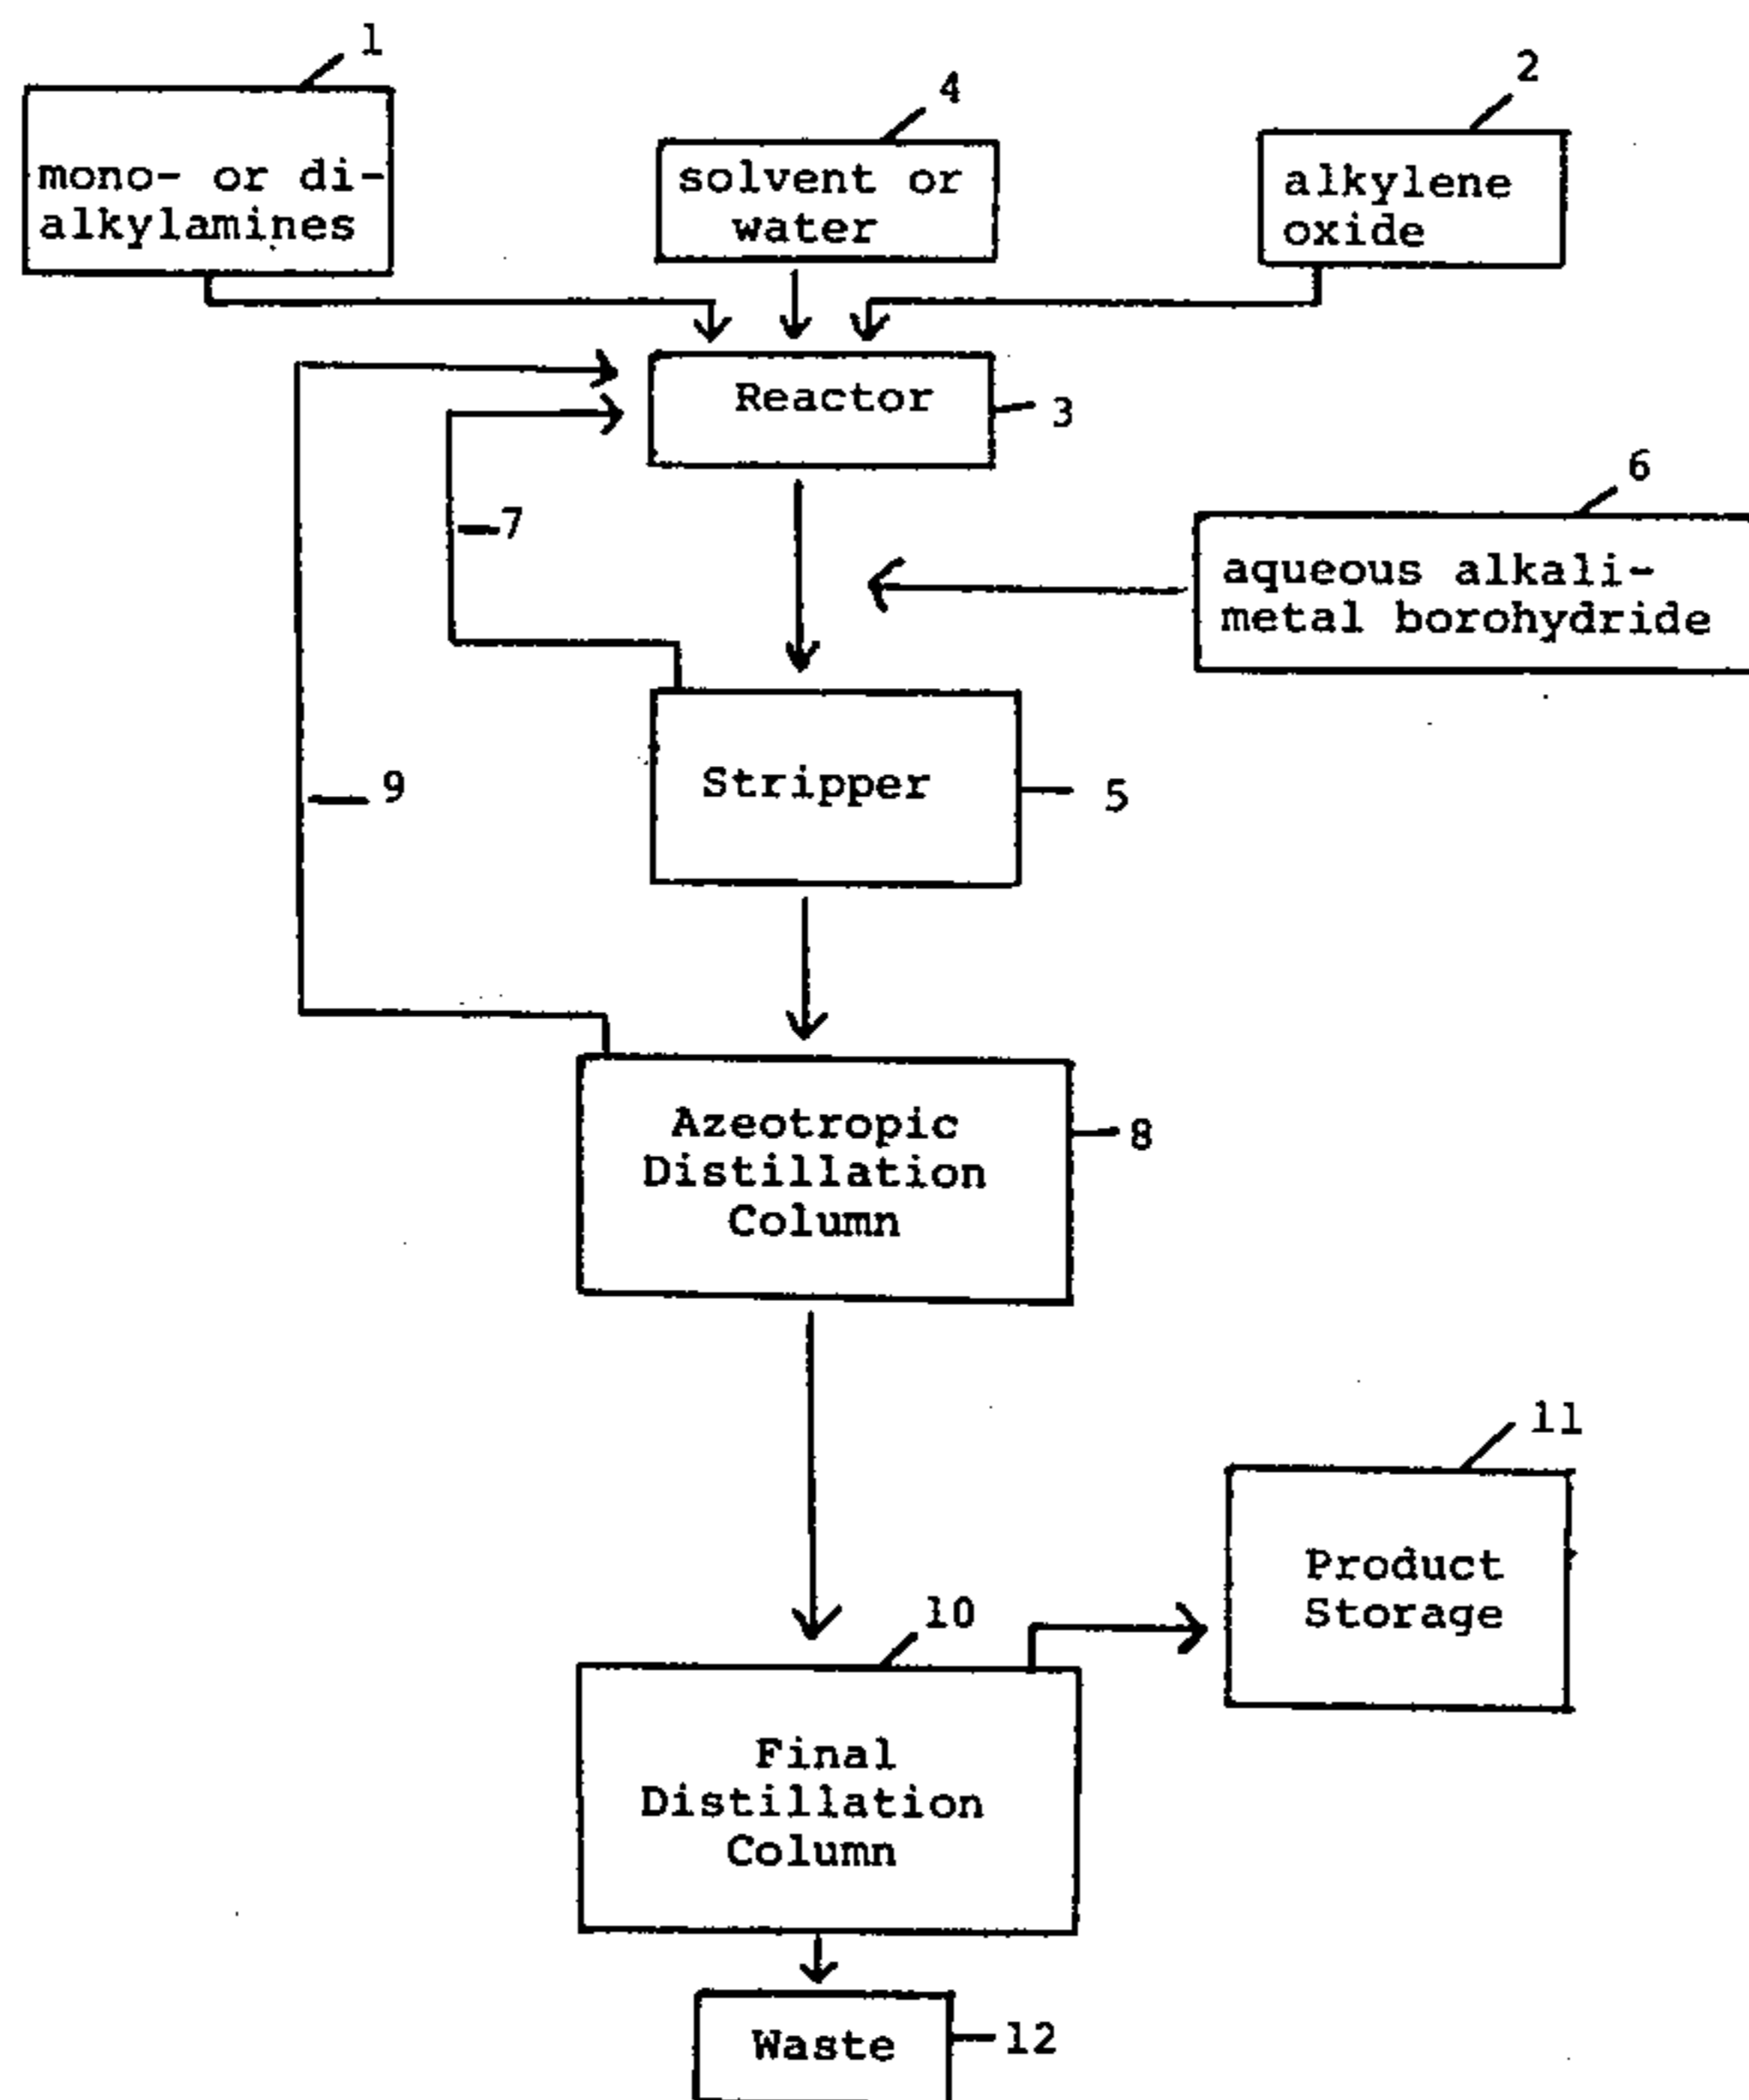 1
4
2
mono- or di-
alkylamines
solvent or
water
alkylene
oxide
Reactor
3
6
7
aqueous alkali-
metal borohydride
Stripper
5
9
Azeotropic
Distillation
Column
8
11
Product
Storage
10
Final
Distillation
Column
Waste
12